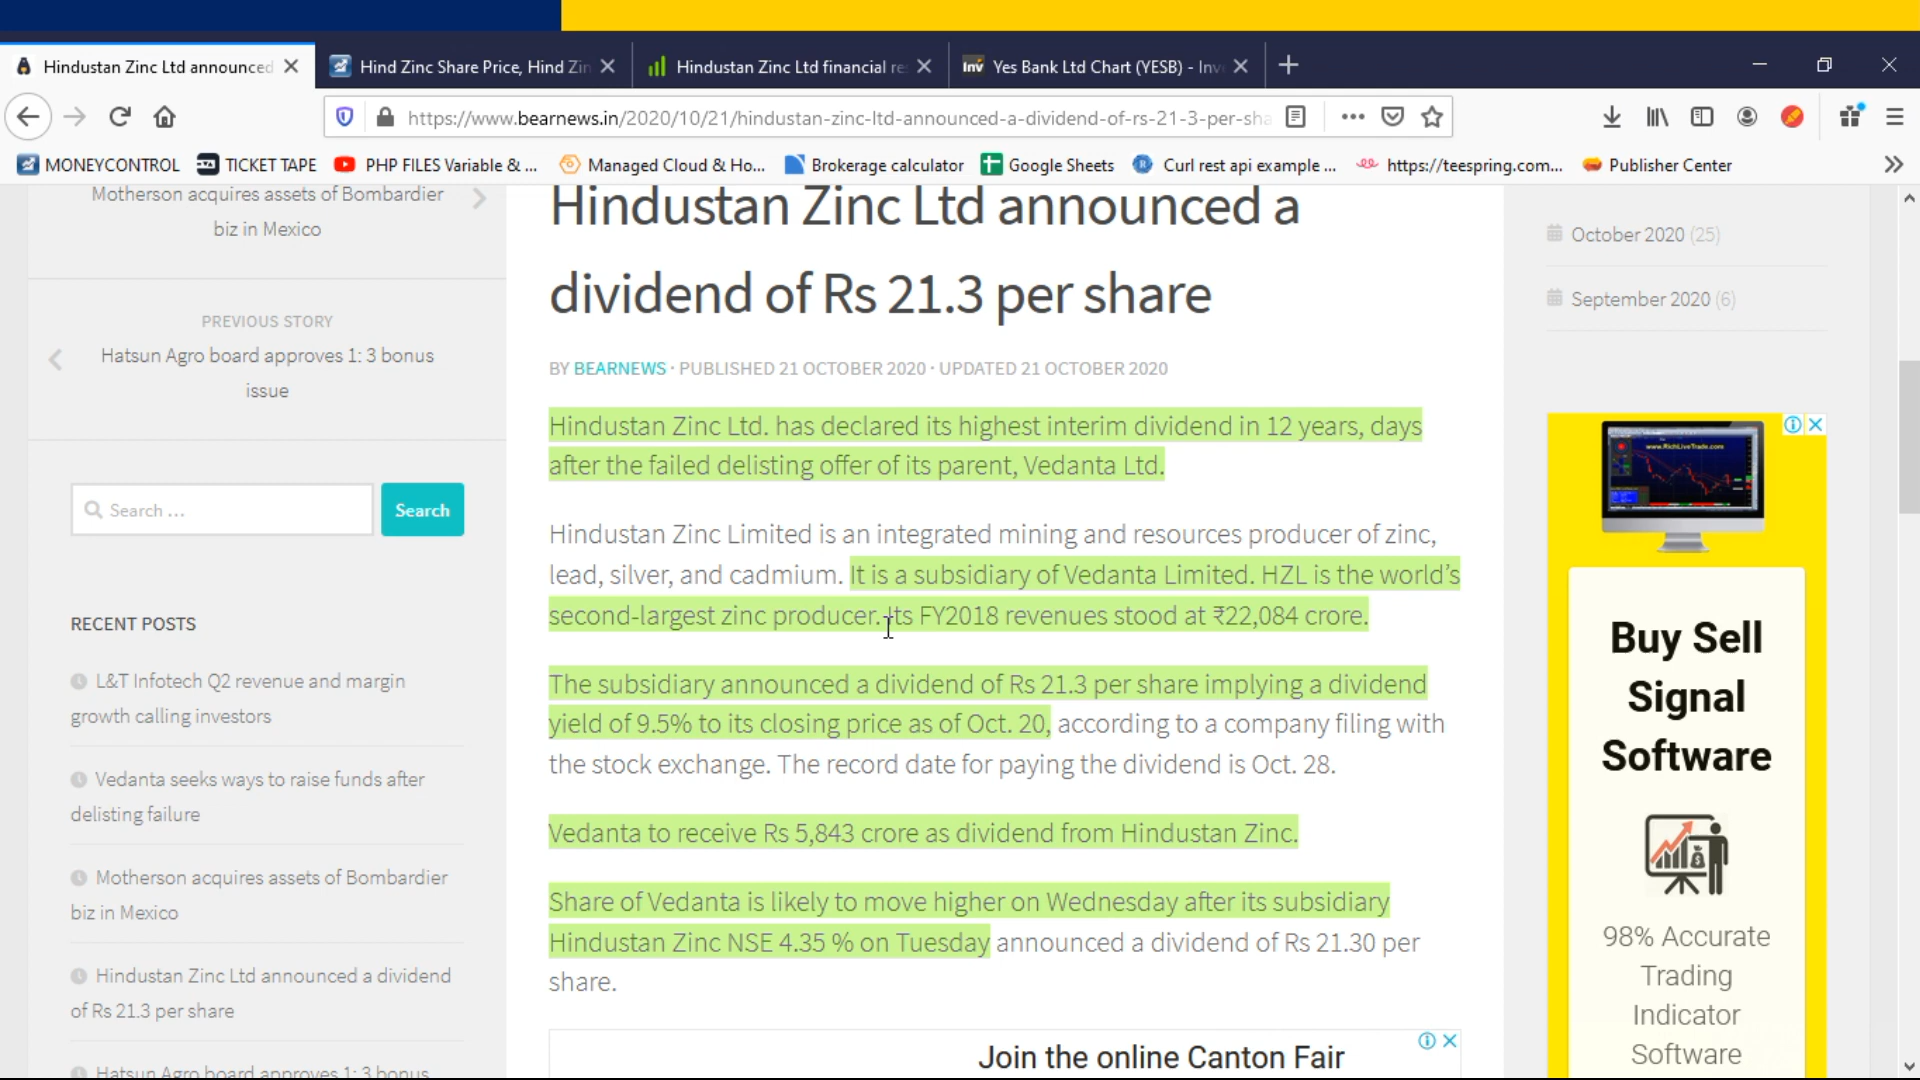 Hindustan Zinc Ltd announced
Hind Zinc Share Price, Hind Zin
Hindustan Zinc Ltd financial re
Inv
Yes Bank Ltd Chart (YESB) - Inv
https://www.bearnews.in/2020/10/21/hindustan-zinc-ltd-announced-a-dividend-of-rs-21-3-per-sha
MONEYCONTROL
TICKET TAPE
PHP FILES Variable & ...
Managed Cloud & Ho...
Brokerage calculator
Google Sheets
Curl rest api example ...
https://teespring.com...
Publisher Center
Motherson acquires assets of Bombardier
biz in Mexico
PREVIOUS STORY
Hatsun Agro board approves 1: 3 bonus
issue
Search ...
Search
RECENT POSTS
L&T Infotech Q2 revenue and margin
growth calling investors
Vedanta seeks ways to raise funds after
delisting failure
Motherson acquires assets of Bombardier
biz in Mexico
Hindustan Zinc Ltd announced a dividend
of Rs 21.3 per share
Hatsun Agro board approves 1: 3 bonus
Hindustan Zinc Ltd announced a
dividend of Rs 21.3 per share
BY BEARNEWS · PUBLISHED 21 OCTOBER 2020 · UPDATED 21 OCTOBER 2020
Hindustan Zinc Ltd. has declared its highest interim dividend in 12 years, days
after the failed delisting offer of its parent, Vedanta Ltd.
Hindustan Zinc Limited is an integrated mining and resources producer of zinc,
lead, silver, and cadmium. It is a subsidiary of Vedanta Limited. HZL is the world’s
second-largest zinc producer. Its FY2018 revenues stood at ₹22,084 crore.
The subsidiary announced a dividend of Rs 21.3 per share implying a dividend
yield of 9.5% to its closing price as of Oct. 20, according to a company filing with
the stock exchange. The record date for paying the dividend is Oct. 28.
Vedanta to receive Rs 5,843 crore as dividend from Hindustan Zinc.
Share of Vedanta is likely to move higher on Wednesday after its subsidiary
Hindustan Zinc NSE 4.35 % on Tuesday announced a dividend of Rs 21.30 per
share.
Join the online Canton Fair
October 2020 (25)
September 2020 (6)
www.RichLiveTrade.com
Buy Sell
Signal
Software
98% Accurate
Trading
Indicator
Software